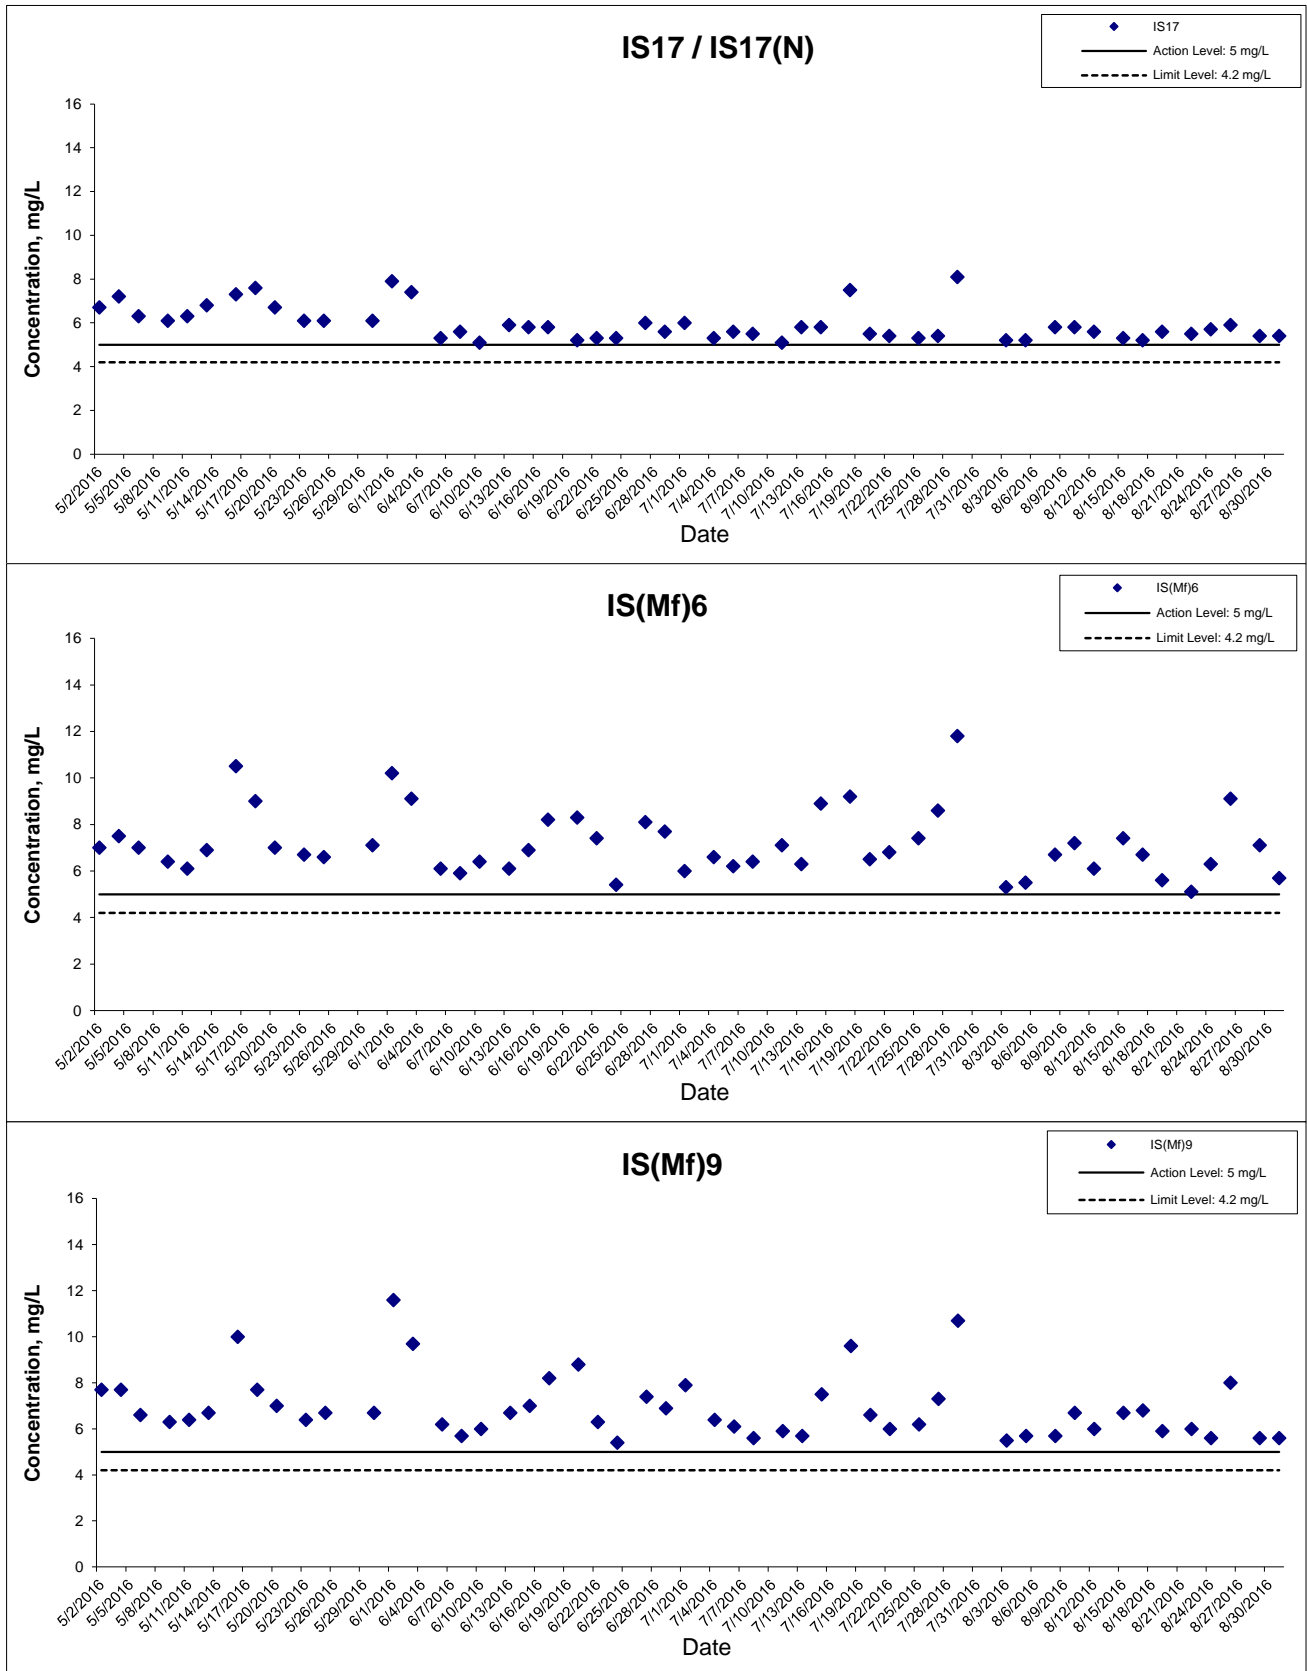 IS17 / IS17(N)
IS17
Action Level: 5 mg/L
Limit Level: 4.2 mg/L
Concentration, mg/L
16
14
12
10
8
6
4
2
0
5/2/2016 5/5/2016 5/8/2016 5/11/2016 5/14/2016 5/17/2016 5/20/2016 5/23/2016 5/26/2016 5/29/2016 6/1/2016 6/4/2016 6/7/2016 6/10/2016 6/13/2016 6/16/2016 6/19/2016 6/22/2016 6/25/2016 6/28/2016 7/1/2016 7/4/2016 7/7/2016 7/10/2016 7/13/2016 7/16/2016 7/19/2016 7/22/2016 7/25/2016 7/28/2016 7/31/2016 8/3/2016 8/6/2016 8/9/2016 8/12/2016 8/15/2016 8/18/2016 8/21/2016 8/24/2016 8/27/2016 8/30/2016
Date
IS(Mf)6
IS(Mf)6
Action Level: 5 mg/L
Limit Level: 4.2 mg/L
Concentration, mg/L
16
14
12
10
8
6
4
2
0
5/2/2016 5/5/2016 5/8/2016 5/11/2016 5/14/2016 5/17/2016 5/20/2016 5/23/2016 5/26/2016 5/29/2016 6/1/2016 6/4/2016 6/7/2016 6/10/2016 6/13/2016 6/16/2016 6/19/2016 6/22/2016 6/25/2016 6/28/2016 7/1/2016 7/4/2016 7/7/2016 7/10/2016 7/13/2016 7/16/2016 7/19/2016 7/22/2016 7/25/2016 7/28/2016 7/31/2016 8/3/2016 8/6/2016 8/9/2016 8/12/2016 8/15/2016 8/18/2016 8/21/2016 8/24/2016 8/27/2016 8/30/2016
Date
IS(Mf)9
IS(Mf)9
Action Level: 5 mg/L
Limit Level: 4.2 mg/L
Concentration, mg/L
16
14
12
10
8
6
4
2
0
5/2/2016 5/5/2016 5/8/2016 5/11/2016 5/14/2016 5/17/2016 5/20/2016 5/23/2016 5/26/2016 5/29/2016 6/1/2016 6/4/2016 6/7/2016 6/10/2016 6/13/2016 6/16/2016 6/19/2016 6/22/2016 6/25/2016 6/28/2016 7/1/2016 7/4/2016 7/7/2016 7/10/2016 7/13/2016 7/16/2016 7/19/2016 7/22/2016 7/25/2016 7/28/2016 7/31/2016 8/3/2016 8/6/2016 8/9/2016 8/12/2016 8/15/2016 8/18/2016 8/21/2016 8/24/2016 8/27/2016 8/30/2016
Date